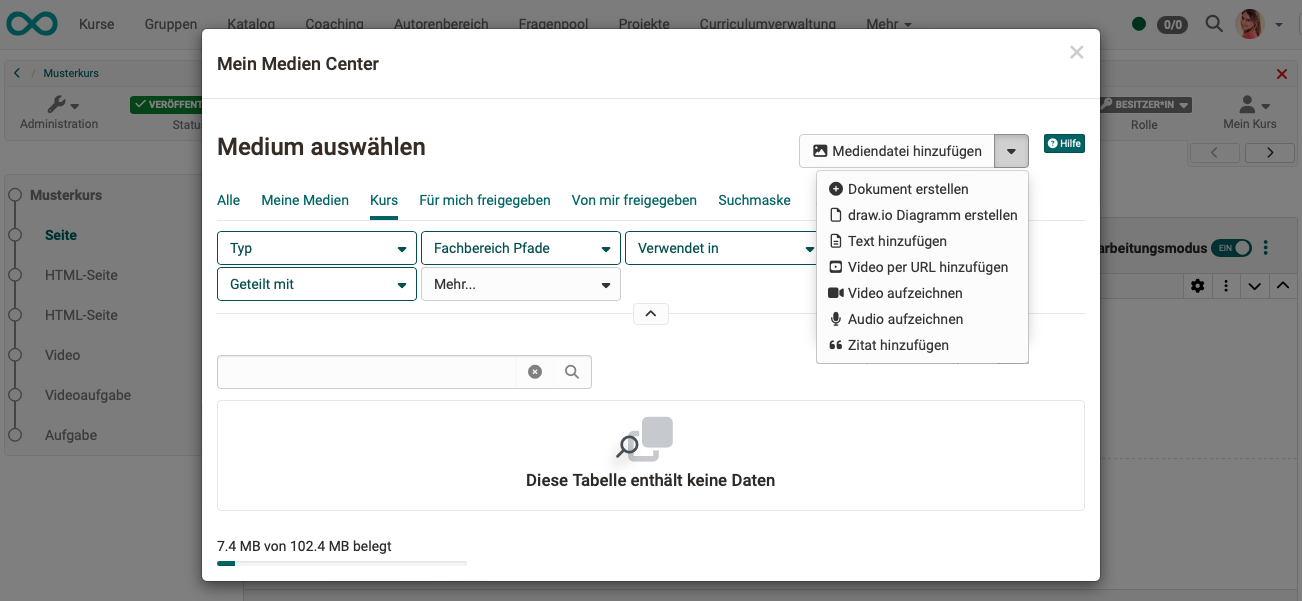 Kurse Gruppen Katalog Coaching Autorenbereich Fragenpool Projekte Curriculumverwaltung Mehr 0/0
/ Musterkurs
Administration
VERÖFFENT
Statu
BESITZER*IN
Rolle
Mein Kurs
Musterkurs
Seite
HTML-Seite
HTML-Seite
Video
Videoaufgabe
Aufgabe
arbeitungsmodus EIN
Mein Medien Center
Medium auswählen
Mediendatei hinzufügen
Hilfe
Dokument erstellen
draw.io Diagramm erstellen
Text hinzufügen
Video per URL hinzufügen
Video aufzeichnen
Audio aufzeichnen
Zitat hinzufügen
Alle Meine Medien Kurs Für mich freigegeben Von mir freigegeben Suchmaske
Typ Fachbereich Pfade Verwendet in
Geteilt mit Mehr...
Diese Tabelle enthält keine Daten
7.4 MB von 102.4 MB belegt